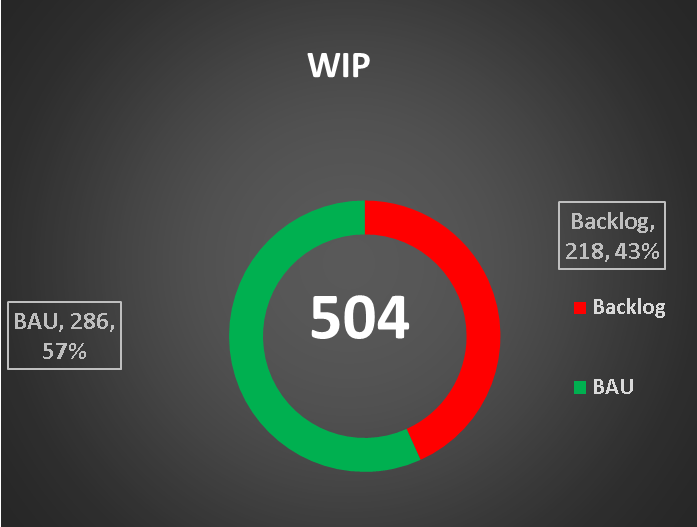 WIP
Backlog,
218, 43%
504
BAU, 286,
57%
Backlog
BAU